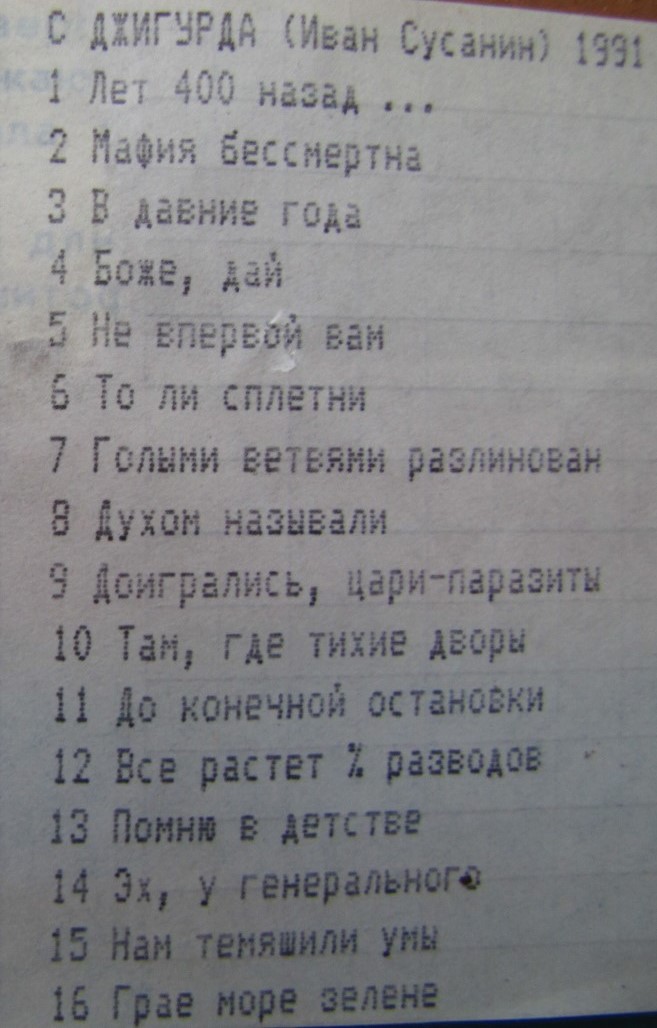 С ДЖИГУРДА (Иван Сусанин) 1991
1 Лет 400 назад ...
2 Мафия бессмертна
3 В давние года
4 Боже, дай
5 Не впервой вам
6 То ли сплетни
7 Голыми ветвями разлинован
8 Духом называли
9 Доигрались, цари-паразиты
10 Там, где тихие дворы
11 До конечной остановки
12 Все растет % разводов
13 Помню в детстве
14 Эх, у генерального
15 Нам темяшили умы
16 Грае море зелене